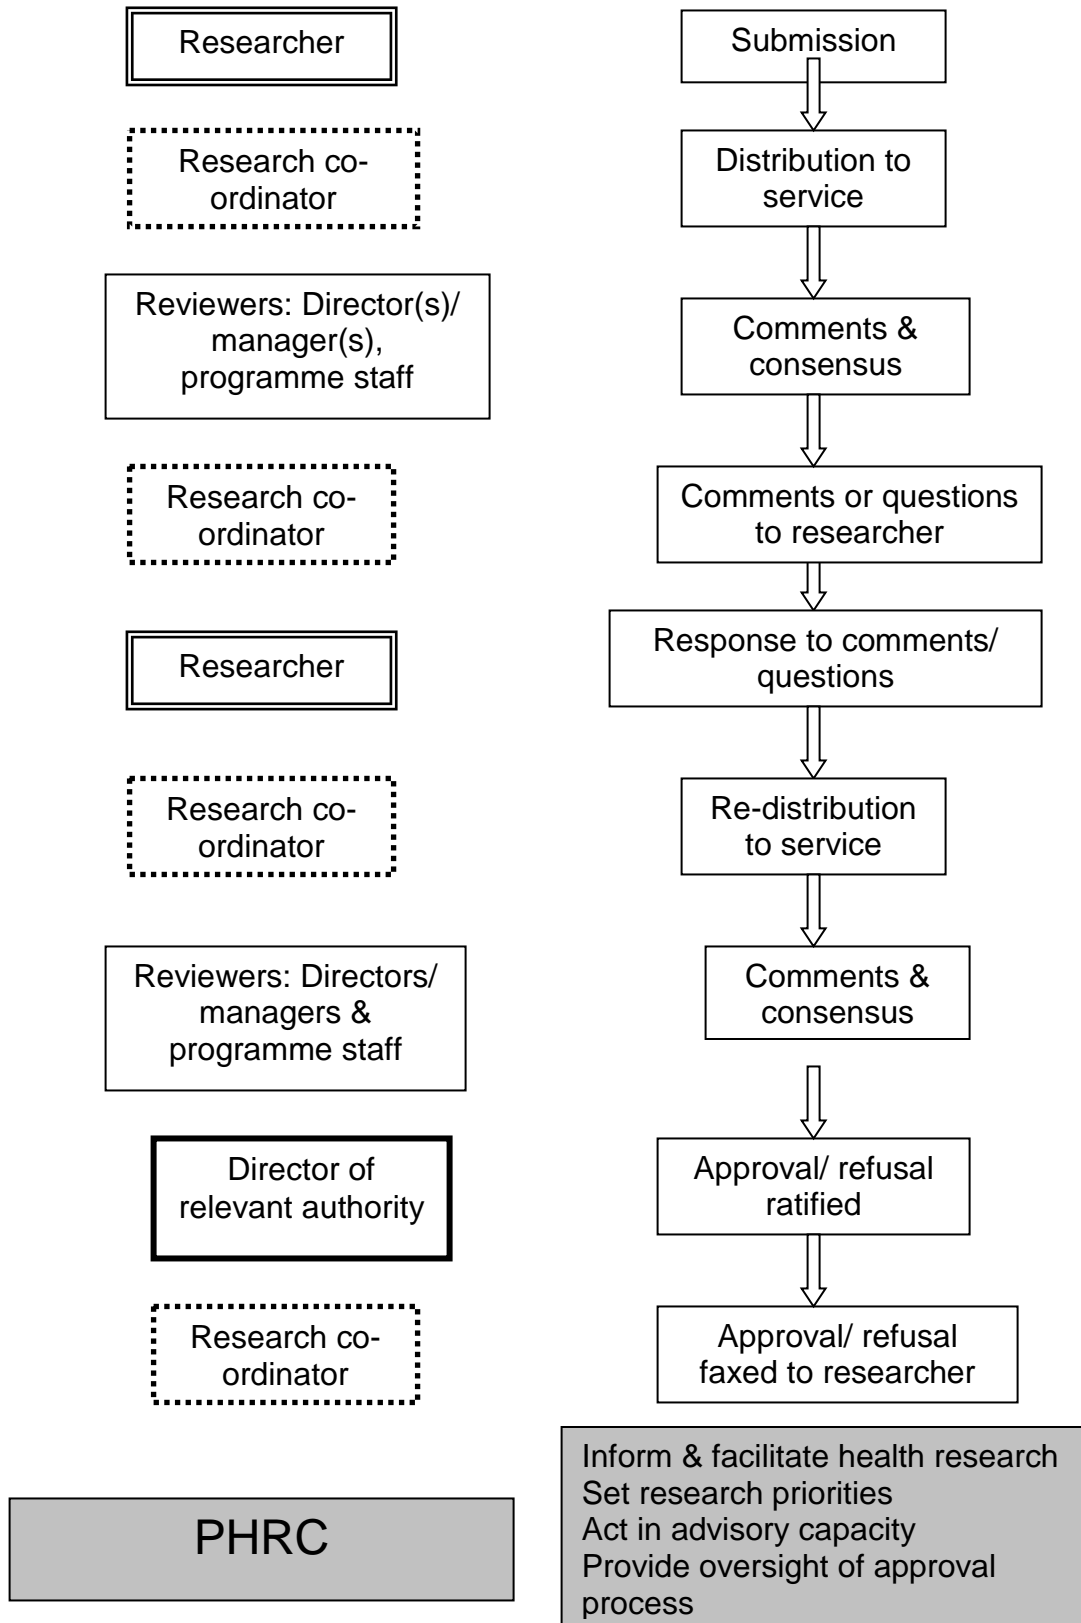 Researcher
Submission
Research co-
ordinator
Distribution to
service
Reviewers: Director(s)/
manager(s),
programme staff
Comments &
consensus
Research co-
ordinator
Comments or questions
to researcher
Researcher
Response to comments/
questions
Research co-
ordinator
Re-distribution
to service
Reviewers: Directors/
managers &
programme staff
Comments &
consensus
Director of
relevant authority
Approval/ refusal
ratified
Research co-
ordinator
Approval/ refusal
faxed to researcher
PHRC
Inform & facilitate health research
Set research priorities
Act in advisory capacity
Provide oversight of approval
process